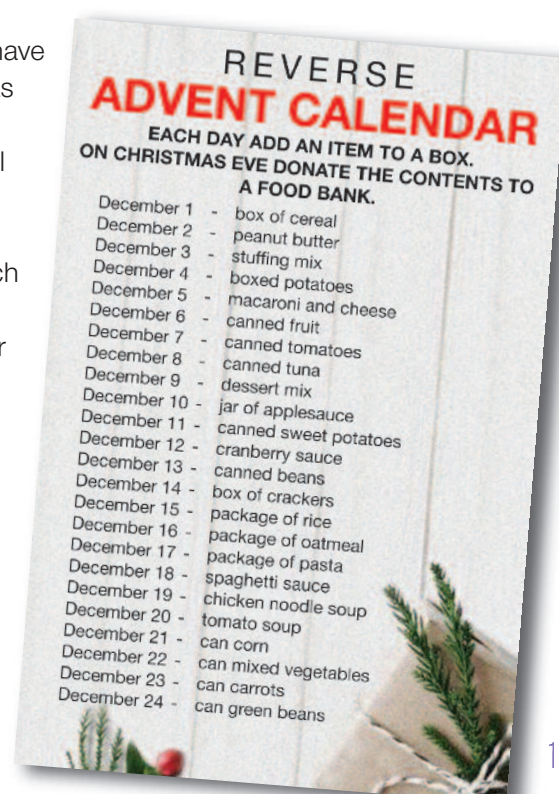 have
s
l
ch
r
REVERSE
ADVENT CALENDAR
EACH DAY ADD AN ITEM TO A BOX.
ON CHRISTMAS EVE DONATE THE CONTENTS TO
A FOOD BANK.
December 1 - box of cereal
December 2 - peanut butter
December 3 - stuffing mix
December 4 - boxed potatoes
December 5 - macaroni and cheese
December 6 - canned fruit
December 7 - canned tomatoes
December 8 - canned tuna
December 9 - dessert mix
December 10 - jar of applesauce
December 11 - canned sweet potatoes
December 12 - cranberry sauce
December 13 - canned beans
December 14 - box of crackers
December 15 - package of rice
December 16 - package of oatmeal
December 17 - package of pasta
December 18 - spaghetti sauce
December 19 - chicken noodle soup
December 20 - tomato soup
December 21 - can corn
December 22 - can mixed vegetables
December 23 - can carrots
December 24 - can green beans
1